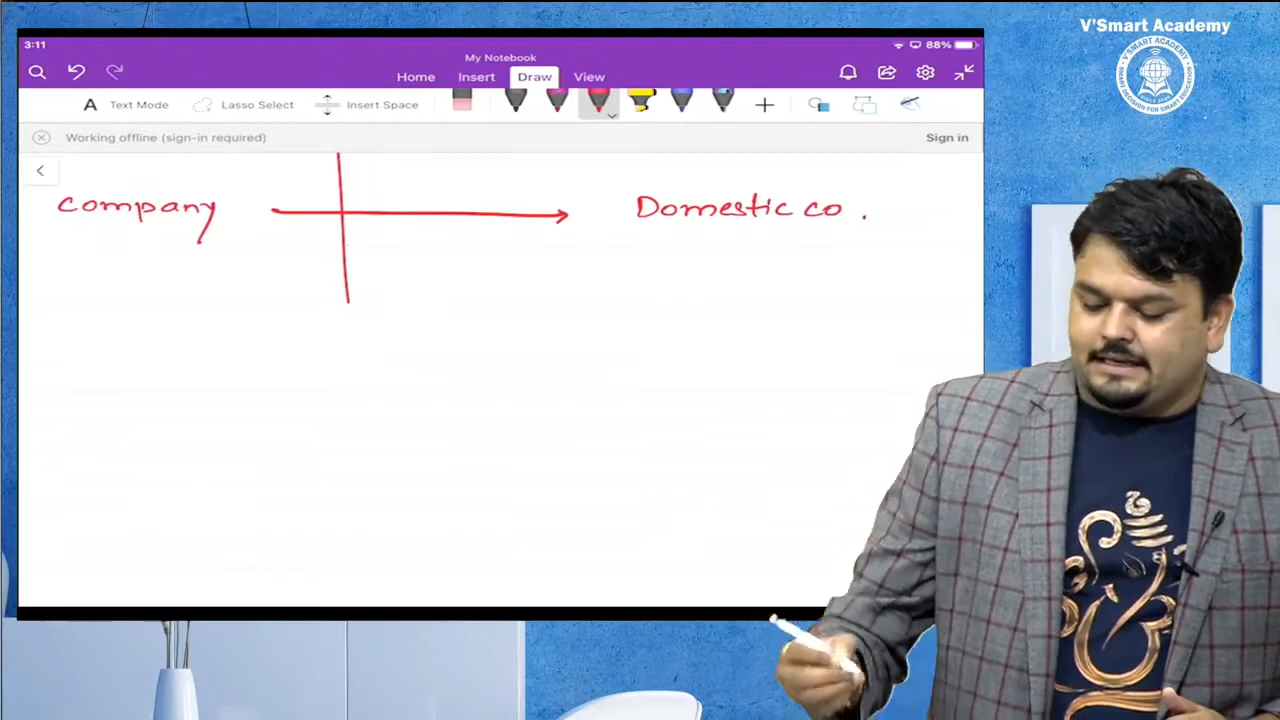 V'Smart Academy
3:11
88%
My Notebook
Home Insert Draw View
Text Mode Lasso Select Insert Space
Working offline (sign-in required) Sign in
company Domestic co.